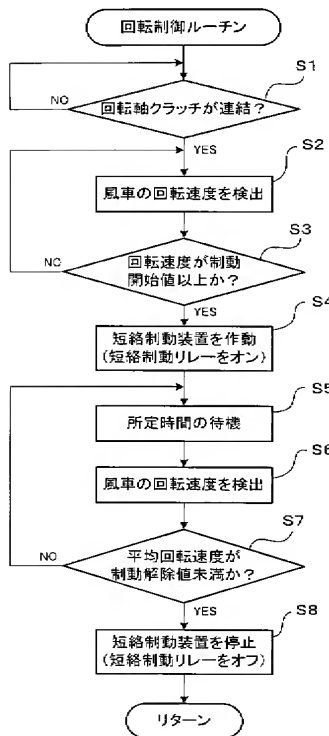 回転制御ルーチン
S1
回転軸クラッチが連結?
NO
YES
S2
風車の回転速度を検出
S3
回転速度が制動
開始値以上か?
NO
YES
S4
短絡制動装置を作動
(短絡制動リレーをオン)
S5
所定時間の待機
S6
風車の回転速度を検出
S7
平均回転速度が
制動解除値未満か?
NO
YES
S8
短絡制動装置を停止
(短絡制動リレーをオフ)
リターン